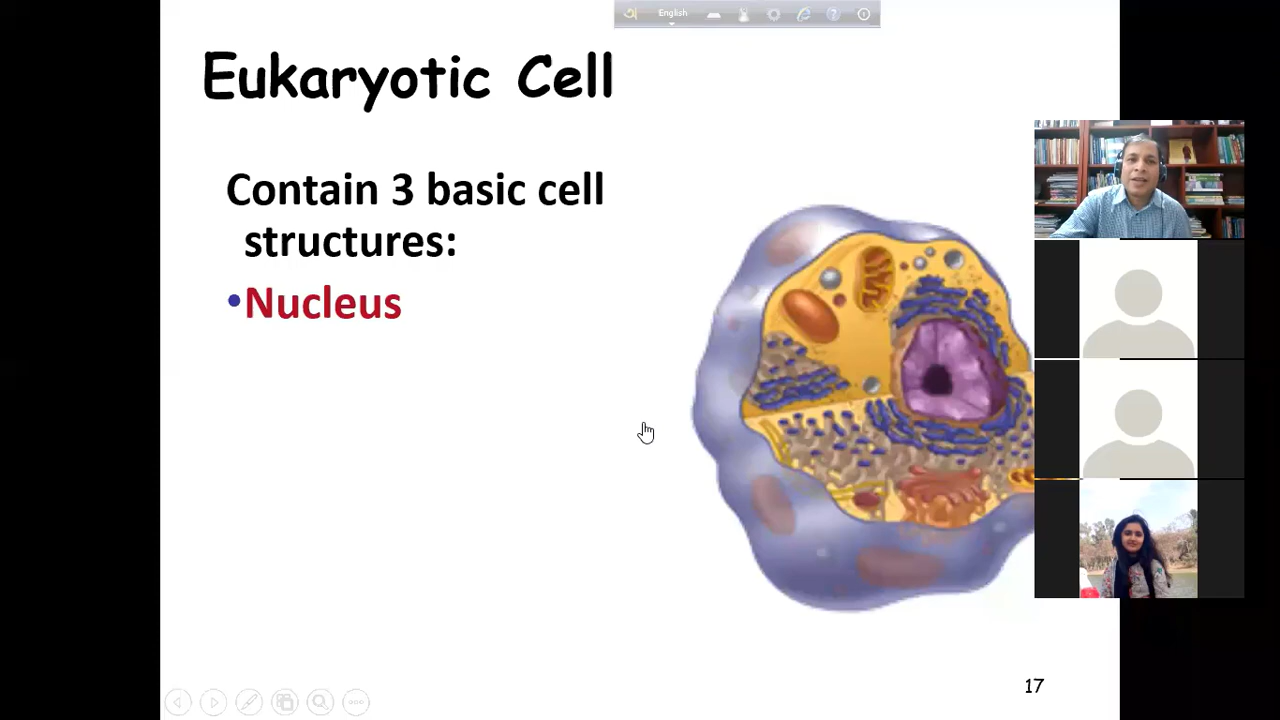 English
Eukaryotic Cell
Contain 3 basic cell
structures:
•Nucleus
17